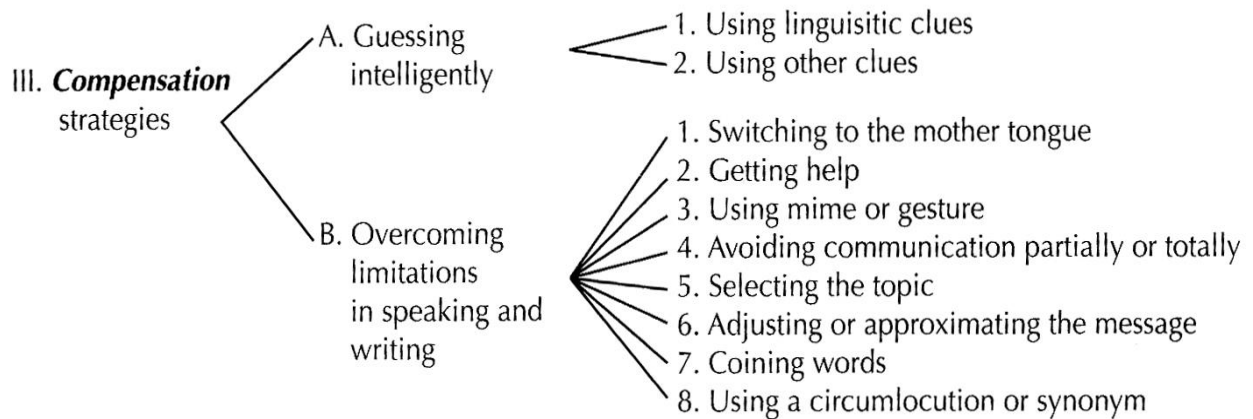 III. Compensation
strategies
A. Guessing
intelligently
1. Using linguisitic clues
2. Using other clues
B. Overcoming
limitations
in speaking and
writing
1. Switching to the mother tongue
2. Getting help
3. Using mime or gesture
4. Avoiding communication partially or totally
5. Selecting the topic
6. Adjusting or approximating the message
7. Coining words
8. Using a circumlocution or synonym